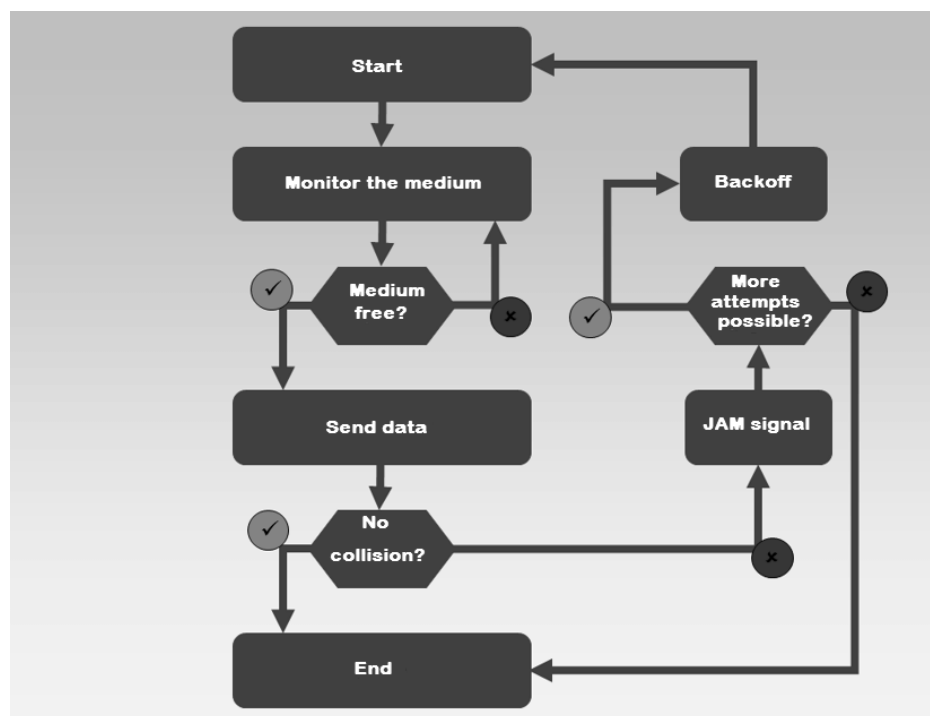 Start
Monitor the medium
Backoff
Medium
free?
More
attempts
possible?
Send data
JAM signal
No
collision?
End